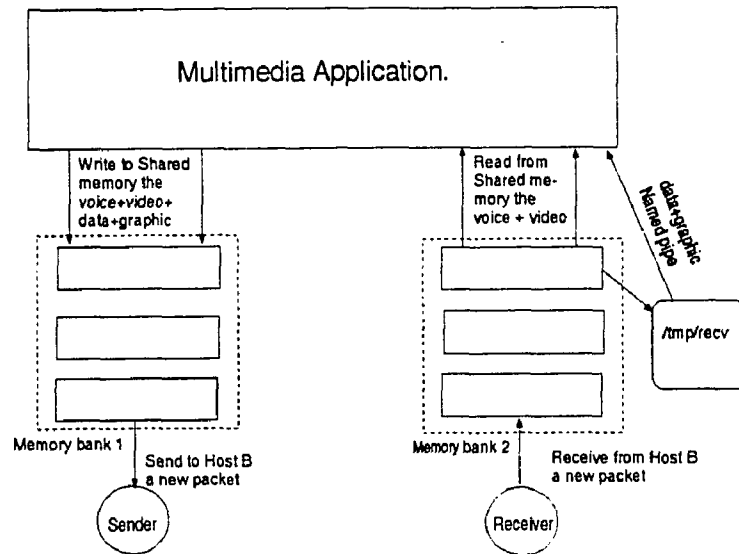 Multimedia Application.
Write to Shared
memory the
voice+video+
data+graphic
Read from
Shared me-
mory the
voice + video
data+graphic
Named pipe
/tmp/recv
Memory bank 1
Memory bank 2
Send to Host B
a new packet
Receive from Host B
a new packet
Sender
Receiver